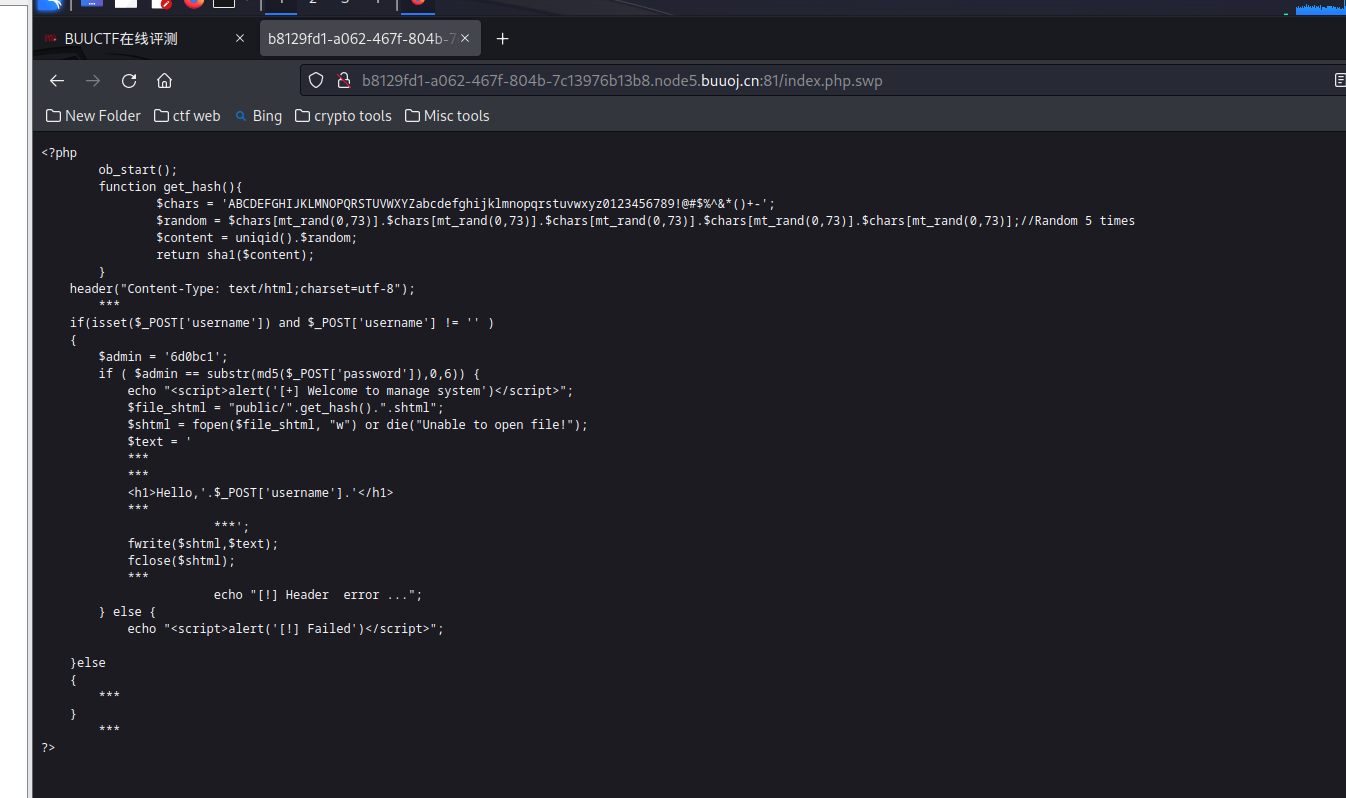 BUUCTF在线评测
b8129fd1-a062-467f-804b-7
b8129fd1-a062-467f-804b-7c13976b13b8.node5.buuoj.cn:81/index.php.swp
New Folder ctf web Bing crypto tools Misc tools
<?php
ob_start();
function get_hash(){
$chars = 'ABCDEFGHIJKLMNOPQRSTUVWXYZabcdefghijklmnopqrstuvwxyz0123456789!@#$%^&*()+-';
$random = $chars[mt_rand(0,73)].$chars[mt_rand(0,73)].$chars[mt_rand(0,73)].$chars[mt_rand(0,73)].$chars[mt_rand(0,73)];//Random 5 times
$content = uniqid().$random;
return sha1($content);
}
header("Content-Type: text/html;charset=utf-8");
***
if(isset($_POST['username']) and $_POST['username'] != '' )
{
$admin = '6d0bc1';
if ( $admin == substr(md5($_POST['password']),0,6)) {
echo "<script>alert('[+] Welcome to manage system')</script>";
$file_shtml = "public/".get_hash().".shtml";
$shtml = fopen($file_shtml, "w") or die("Unable to open file!");
$text = '
***
***
<h1>Hello,'.$_POST['username'].'</h1>
***
***';
fwrite($shtml,$text);
fclose($shtml);
***
echo "[!] Header  error ...";
} else {
echo "<script>alert('[!] Failed')</script>";
}else
{
***
}
***
?>